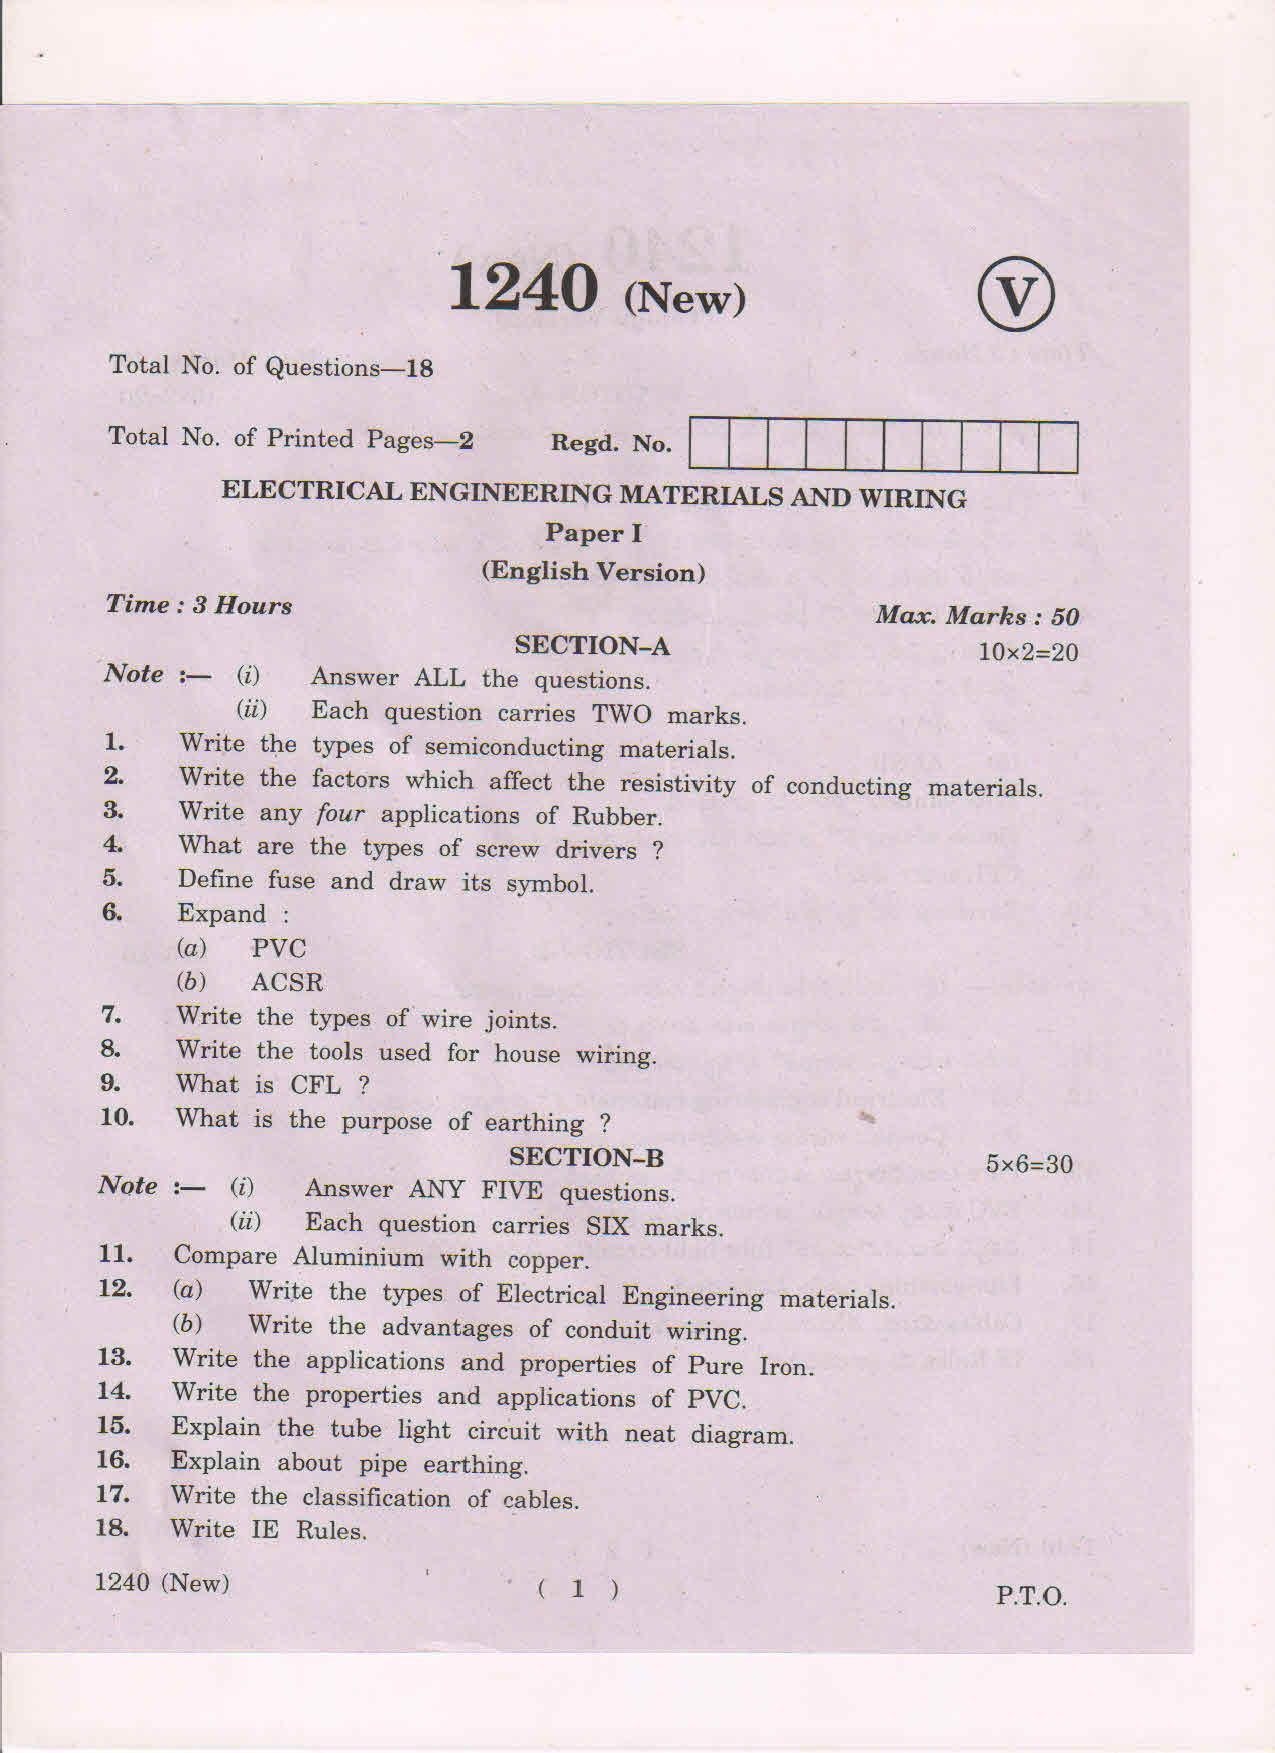 1240 (New)
V
Total No. of Questions—18
Total No. of Printed Pages—2 Regd. No.
ELECTRICAL ENGINEERING MATERIALS AND WIRING
Paper I
(English Version)
Time : 3 Hours Max. Marks : 50
SECTION–A 10×2=20
Note :— (i) Answer ALL the questions.
(ii) Each question carries TWO marks.
1. Write the types of semiconducting materials.
2. Write the factors which affect the resistivity of conducting materials.
3. Write any four applications of Rubber.
4. What are the types of screw drivers ?
5. Define fuse and draw its symbol.
6. Expand :
(a) PVC
(b) ACSR
7. Write the types of wire joints.
8. Write the tools used for house wiring.
9. What is CFL ?
10. What is the purpose of earthing ?
SECTION–B 5×6=30
Note :— (i) Answer ANY FIVE questions.
(ii) Each question carries SIX marks.
11. Compare Aluminium with copper.
12. (a) Write the types of Electrical Engineering materials.
(b) Write the advantages of conduit wiring.
13. Write the applications and properties of Pure Iron.
14. Write the properties and applications of PVC.
15. Explain the tube light circuit with neat diagram.
16. Explain about pipe earthing.
17. Write the classification of cables.
18. Write IE Rules.
1240 (New) ( 1 ) P.T.O.